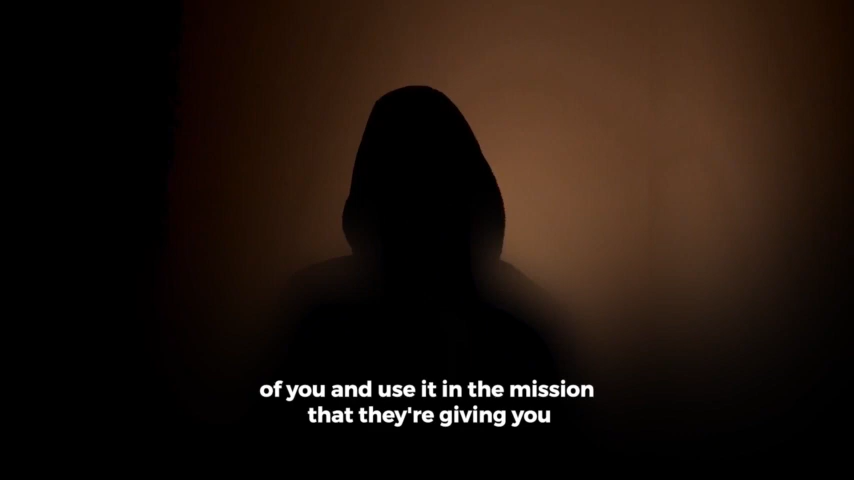 of you and use it in the mission
that they're giving you